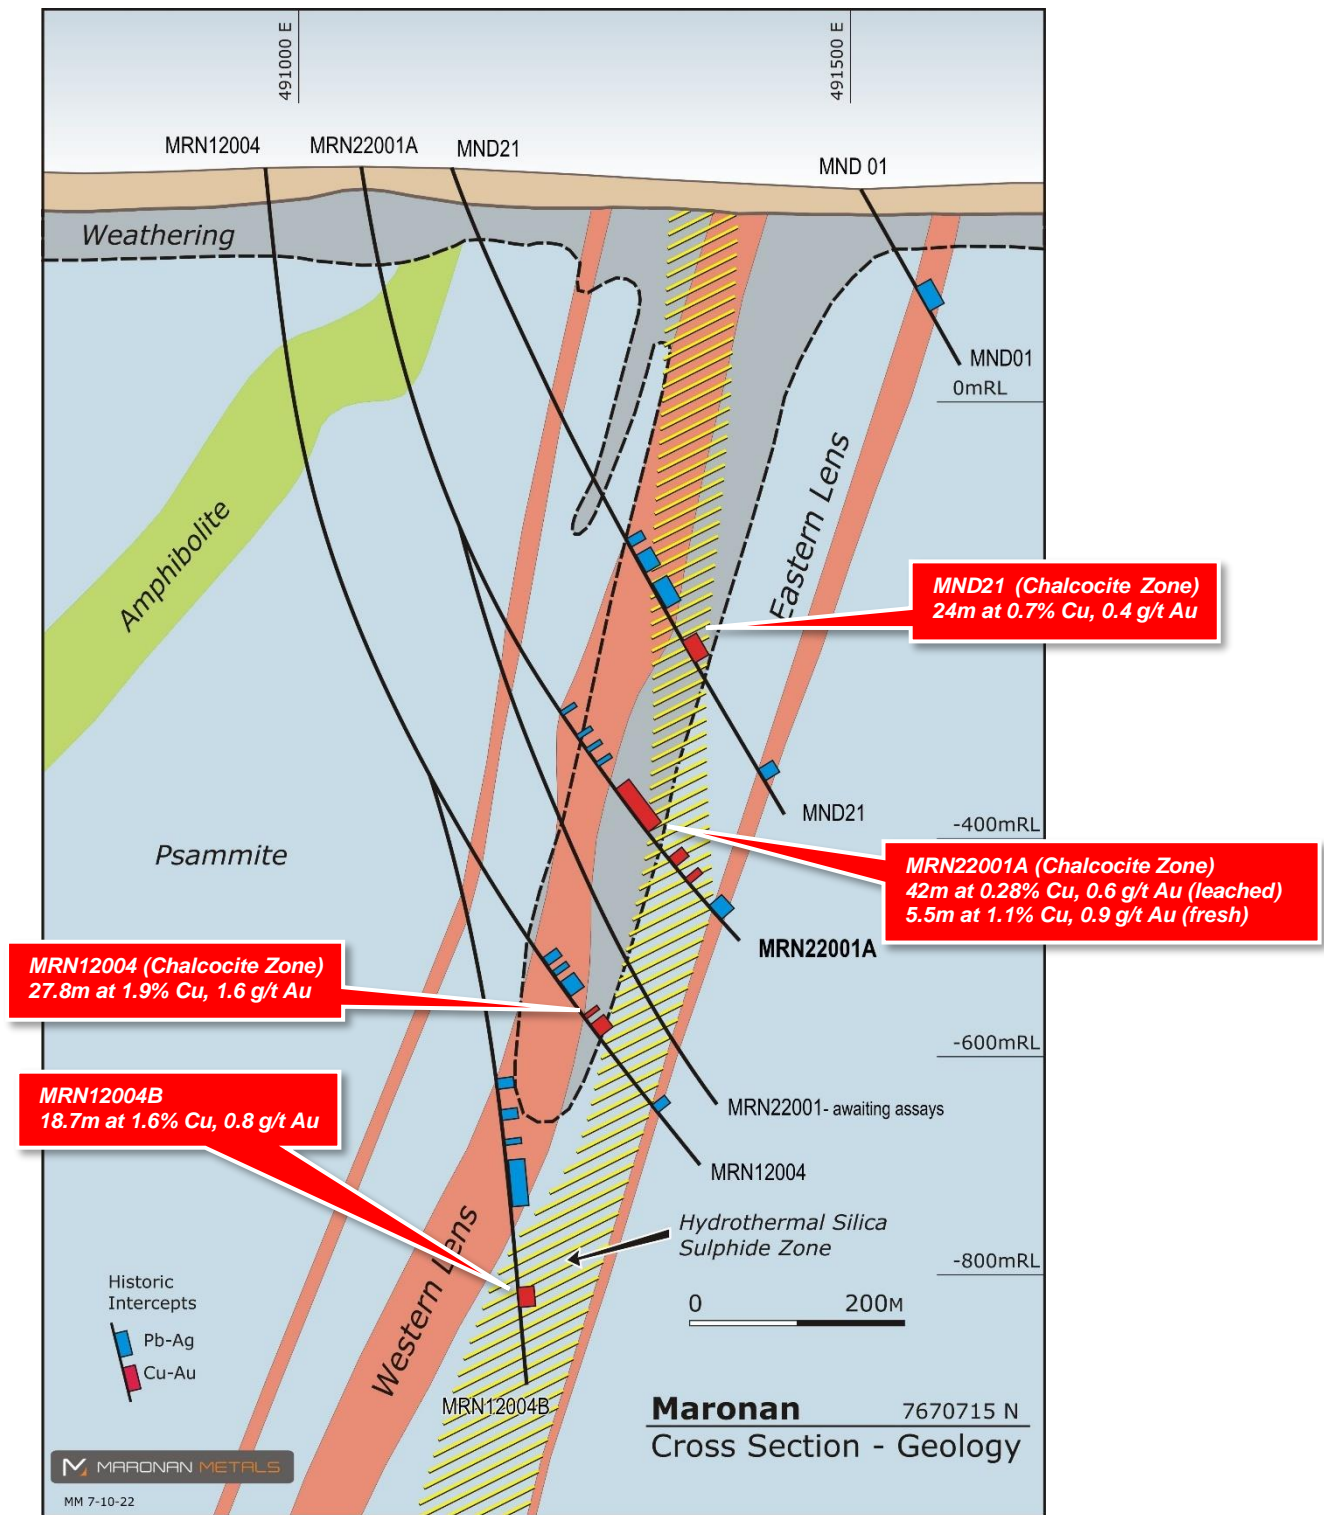 491000 E
491500 E
MRN12004
MRN22001A
MND21
MND 01
Weathering
MND01
0mRL
Amphibolite
Eastern Lens
MND21 (Chalcocite Zone)
24m at 0.7% Cu, 0.4 g/t Au
MND21
-400mRL
Psammite
MRN22001A (Chalcocite Zone)
42m at 0.28% Cu, 0.6 g/t Au (leached)
5.5m at 1.1% Cu, 0.9 g/t Au (fresh)
MRN22001A
MRN12004 (Chalcocite Zone)
27.8m at 1.9% Cu, 1.6 g/t Au
-600mRL
MRN12004B
18.7m at 1.6% Cu, 0.8 g/t Au
MRN22001- awaiting assays
MRN12004
Hydrothermal Silica
Sulphide Zone
-800mRL
Western Lens
Historic
Intercepts
Pb-Ag
Cu-Au
0 200M
MRN12004B
Maronan 7670715 N
Cross Section - Geology
MARONAN METALS
MM 7-10-22